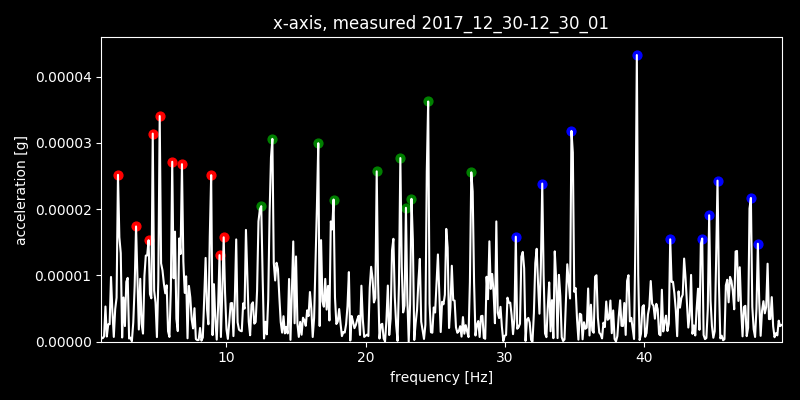 x-axis, measured 2017_12_30-12_30_01
acceleration [g]
0.00004
0.00003
0.00002
0.00001
0.00000
10 20 30 40
frequency [Hz]